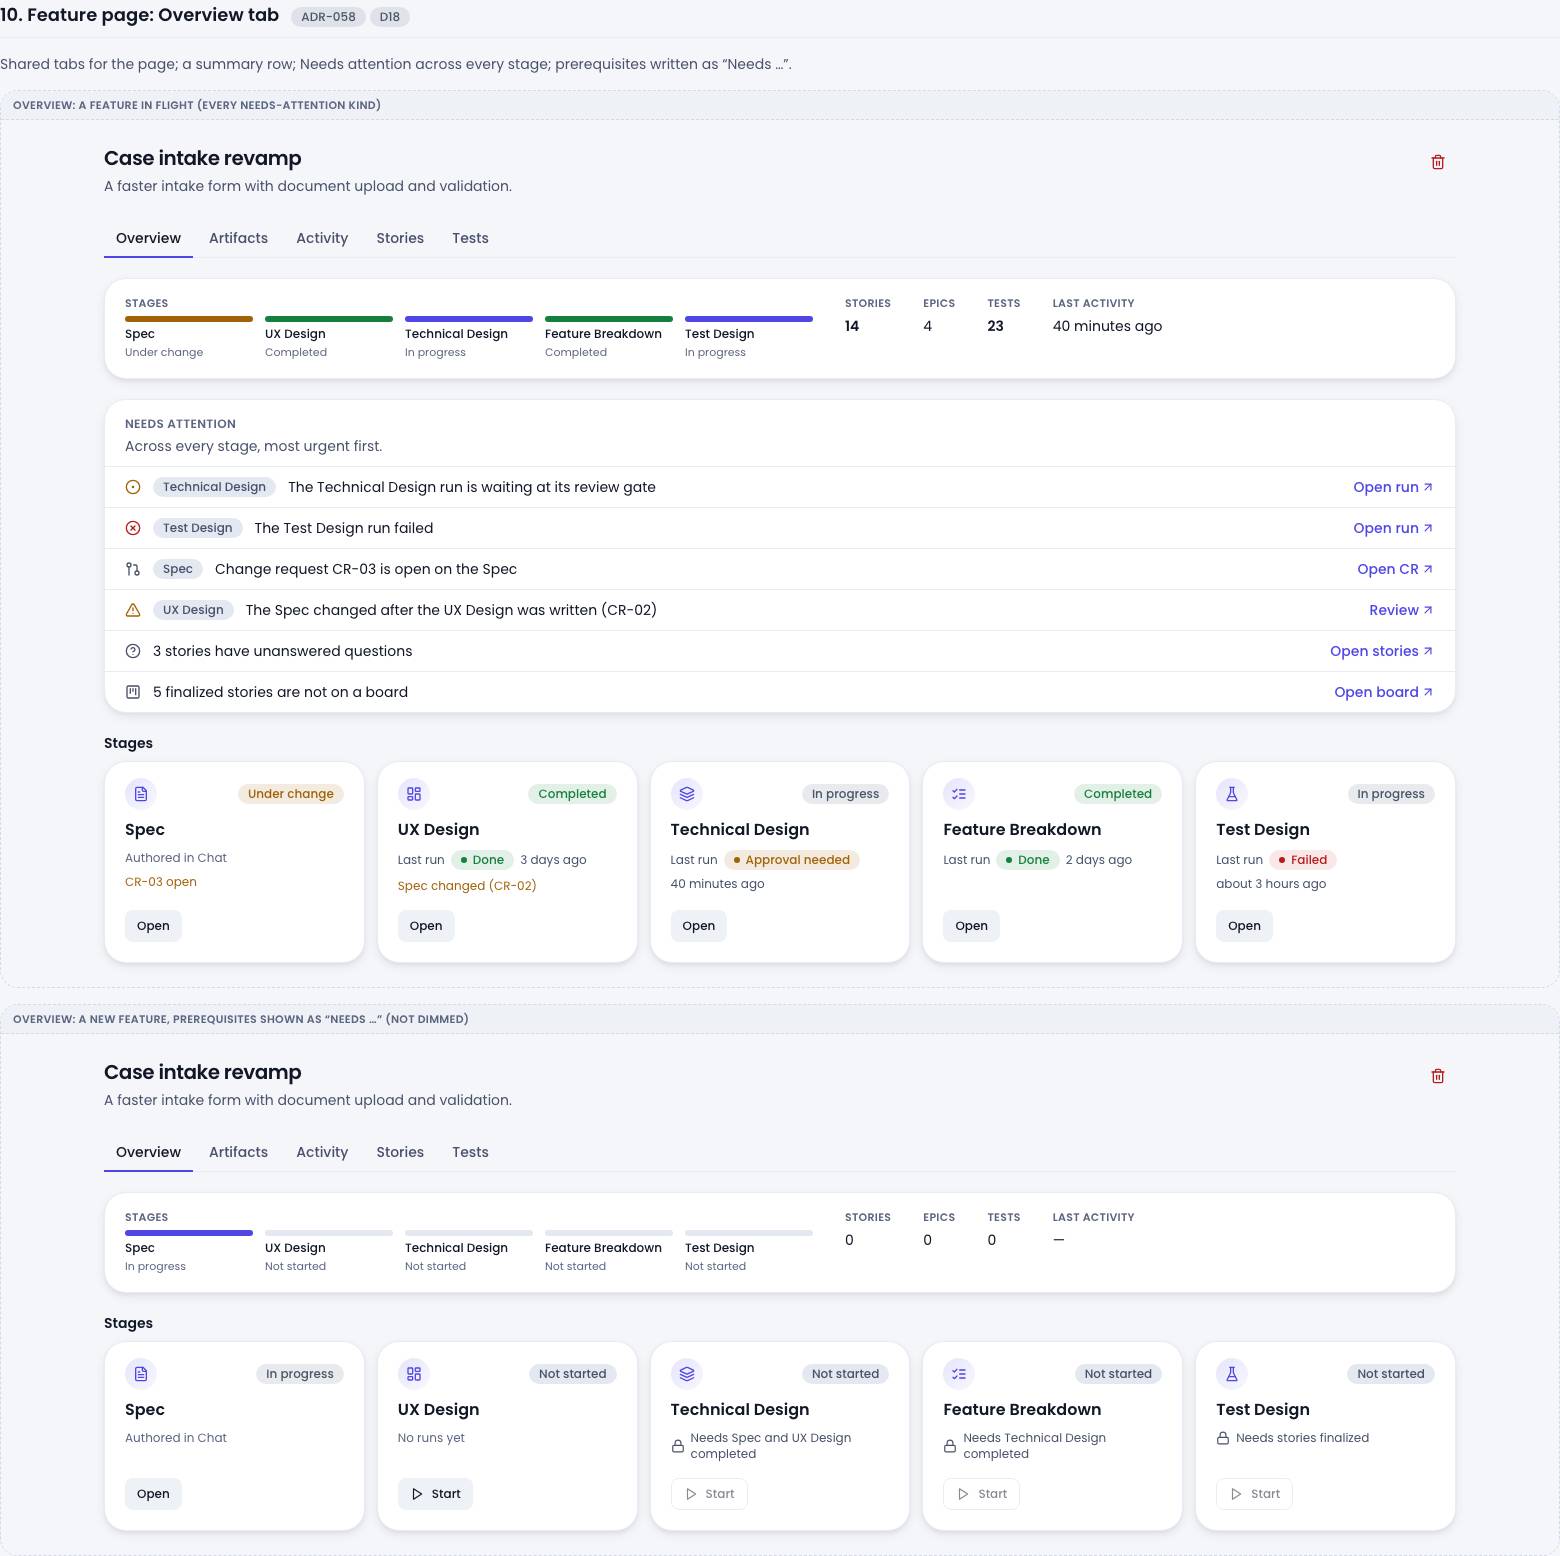 10. Feature page: Overview tab ADR-058 D18
Shared tabs for the page; a summary row; Needs attention across every stage; prerequisites written as “Needs …”.
OVERVIEW: A FEATURE IN FLIGHT (EVERY NEEDS-ATTENTION KIND)
Case intake revamp
A faster intake form with document upload and validation.
Overview Artifacts Activity Stories Tests
STAGES STORIES EPICS TESTS LAST ACTIVITY
14 4 23 40 minutes ago
Spec UX Design Technical Design Feature Breakdown Test Design
Under change Completed In progress Completed In progress
NEEDS ATTENTION
Across every stage, most urgent first.
Technical Design The Technical Design run is waiting at its review gate Open run
Test Design The Test Design run failed Open run
Spec Change request CR-03 is open on the Spec Open CR
UX Design The Spec changed after the UX Design was written (CR-02) Review
3 stories have unanswered questions Open stories
5 finalized stories are not on a board Open board
Stages
Under change Completed In progress Completed In progress
Spec UX Design Technical Design Feature Breakdown Test Design
Authored in Chat Last run Done 3 days ago Last run Approval needed Last run Done 2 days ago Last run Failed
CR-03 open Spec changed (CR-02) 40 minutes ago about 3 hours ago
Open Open Open Open Open
OVERVIEW: A NEW FEATURE, PREREQUISITES SHOWN AS “NEEDS …” (NOT DIMMED)
Case intake revamp
A faster intake form with document upload and validation.
Overview Artifacts Activity Stories Tests
STAGES STORIES EPICS TESTS LAST ACTIVITY
0 0 0 —
Spec UX Design Technical Design Feature Breakdown Test Design
In progress Not started Not started Not started Not started
Stages
In progress Not started Not started Not started Not started
Spec UX Design Technical Design Feature Breakdown Test Design
Authored in Chat No runs yet Needs Spec and UX Design Needs Technical Design Needs stories finalized
completed completed
Open Start Start Start Start